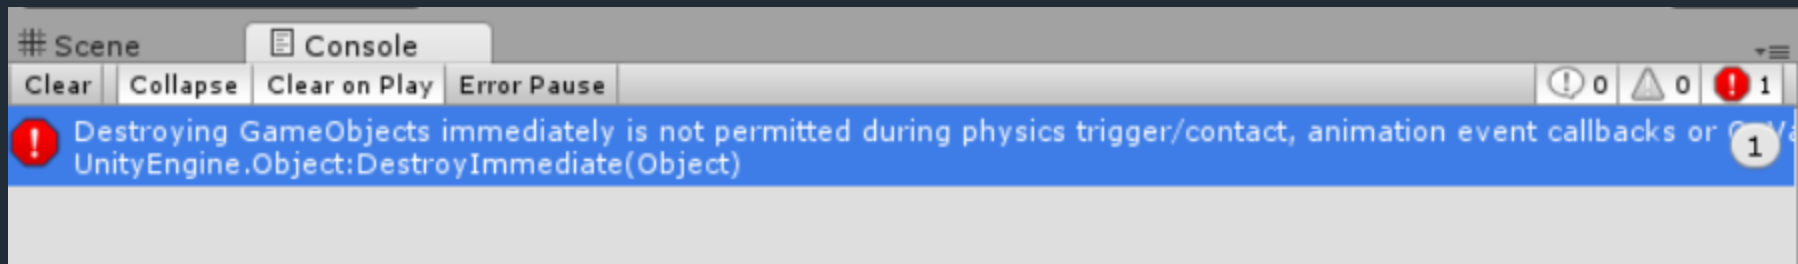 Scene
Console
Clear
Collapse
Clear on Play
Error Pause
0
0
1
Destroying GameObjects immediately is not permitted during physics trigger/contact, animation event callbacks or
1
UnityEngine.Object:DestroyImmediate(Object)